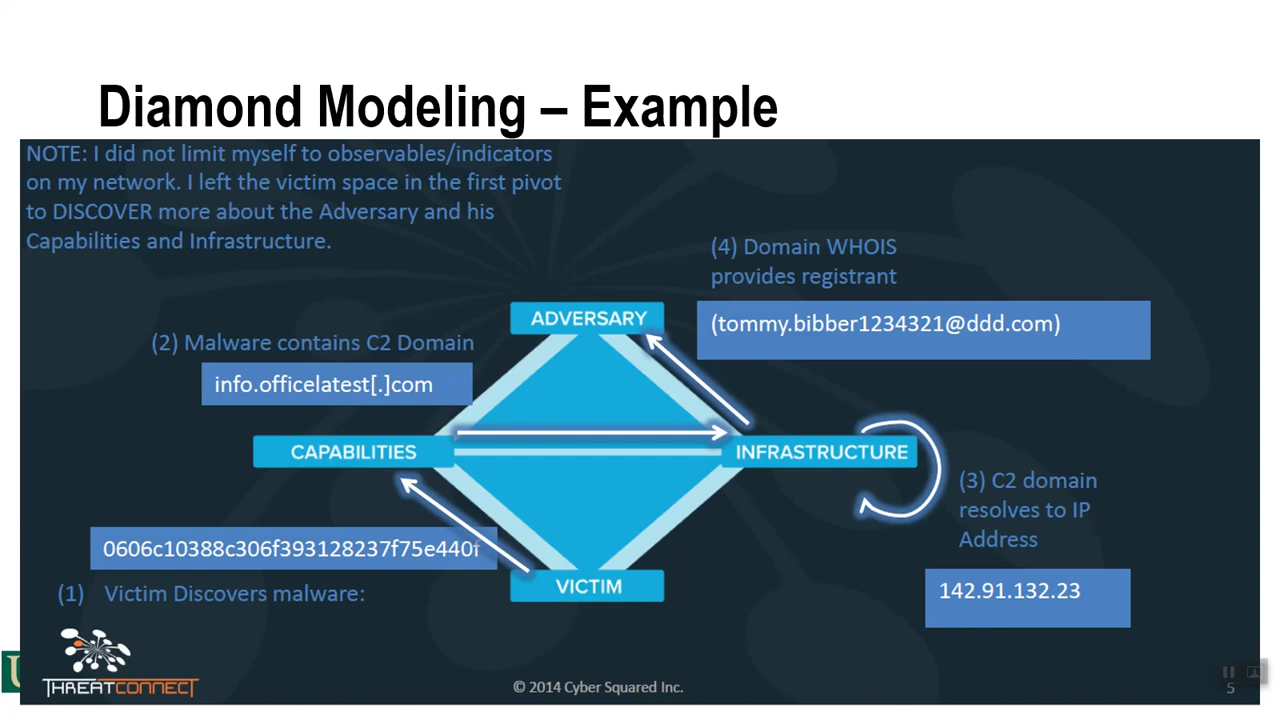 Diamond Modeling – Example
NOTE: I did not limit myself to observables/indicators
on my network. I left the victim space in the first pivot
to DISCOVER more about the Adversary and his
Capabilities and Infrastructure.
(4) Domain WHOIS
provides registrant
(tommy.bibber1234321@ddd.com)
ADVERSARY
(2) Malware contains C2 Domain
info.officelatest[.]com
CAPABILITIES
INFRASTRUCTURE
(3) C2 domain
resolves to IP
Address
142.91.132.23
0606c10388c306f393128237f75e440f
(1) Victim Discovers malware:
VICTIM
THREATCONNECT
© 2014 Cyber Squared Inc.
5